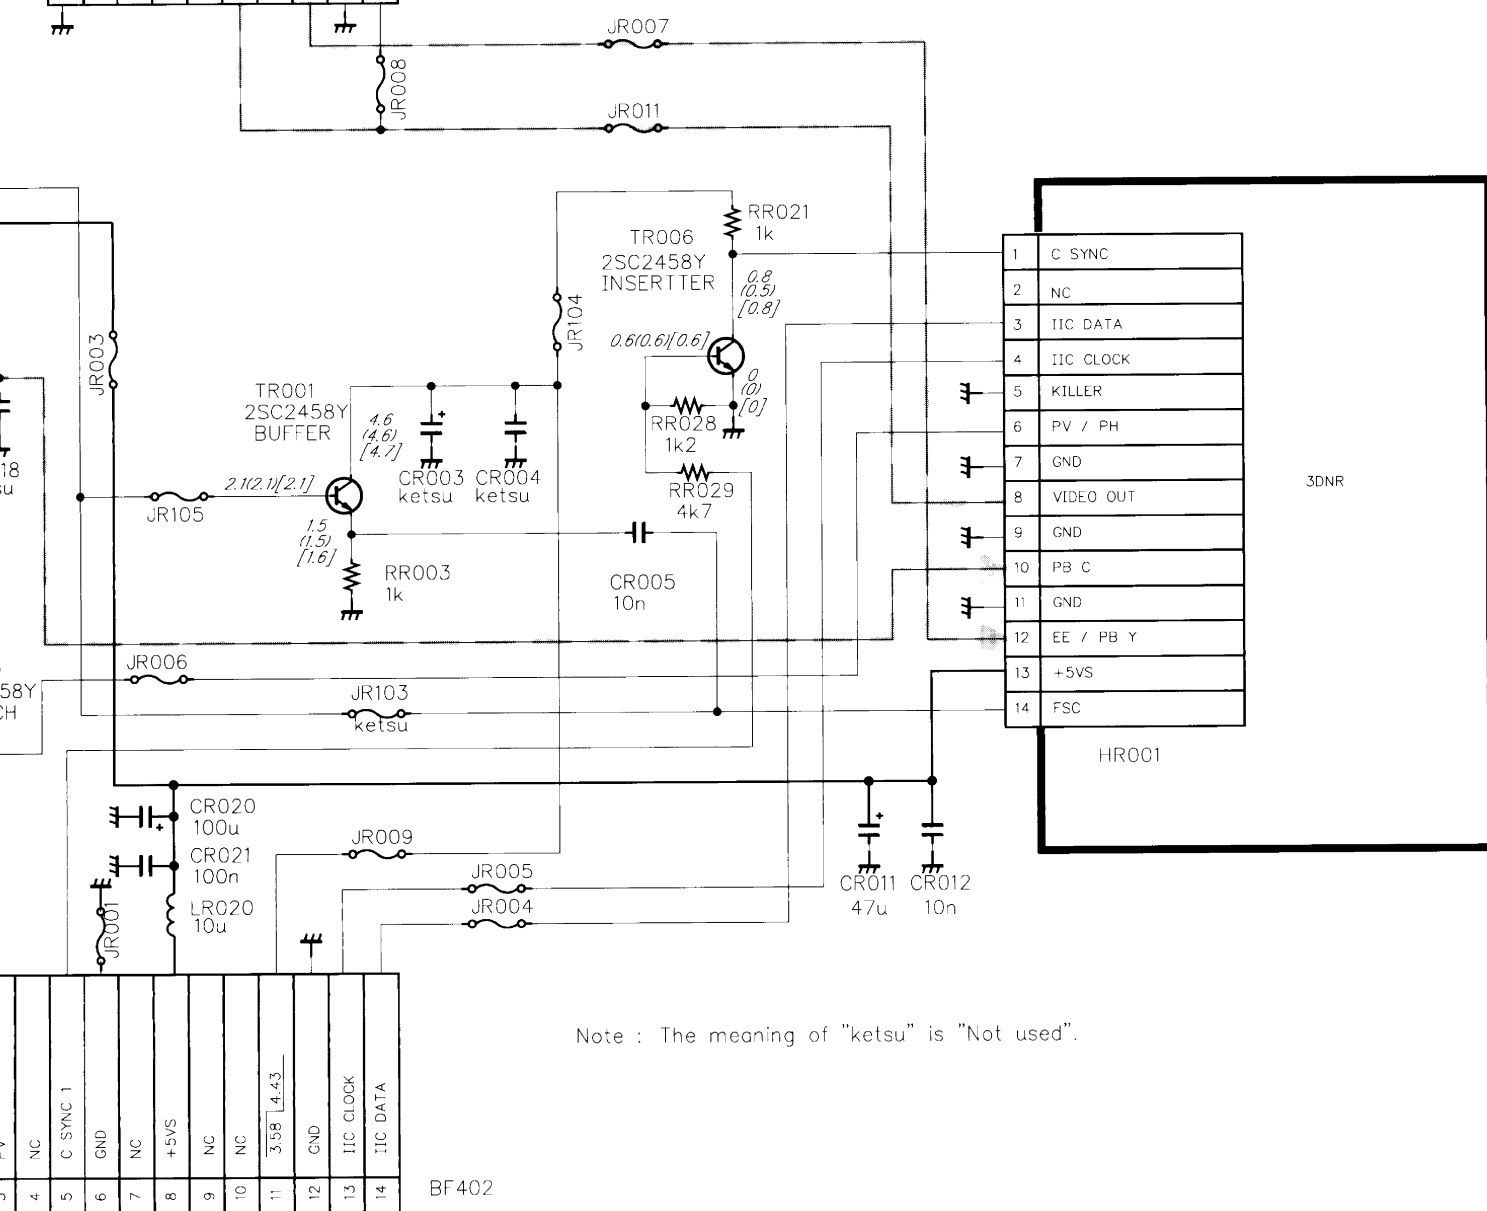 JR007
JR008
JR011
RR021
1k
TR006
2SC2458Y
INSERTTER
0.8
(0.5)
[0.8]
JR104
0.6(0.6)[0.6]
0
(0)
[0]
JR003
TR001
2SC2458Y
BUFFER
4.6
(4.6)
[4.7]
RR028
1k2
CR003
ketsu
CR004
ketsu
RR029
4k7
18
2.1(2.1)[2.1]
JR105
1.5
(1.5)
[1.6]
RR003
1k
CR005
10n
1 C SYNC
2 NC
3 IIC DATA
4 IIC CLOCK
5 KILLER
6 PV / PH
7 GND
8 VIDEO OUT
9 GND
10 PB C
11 GND
12 EE / PB Y
13 +5VS
14 FSC
3DNR
HR001
JR006
58Y
CH
JR103
ketsu
CR020
100u
CR021
100n
JR001
LR020
10u
JR009
JR005
JR004
CR011
47u
CR012
10n
Note : The meaning of "ketsu" is "Not used".
4 NC
5 C SYNC 1
6 GND
7 NC
8 +5VS
9 NC
10 NC
11 3.58 4.43
12 GND
13 IIC CLOCK
14 IIC DATA
BF402